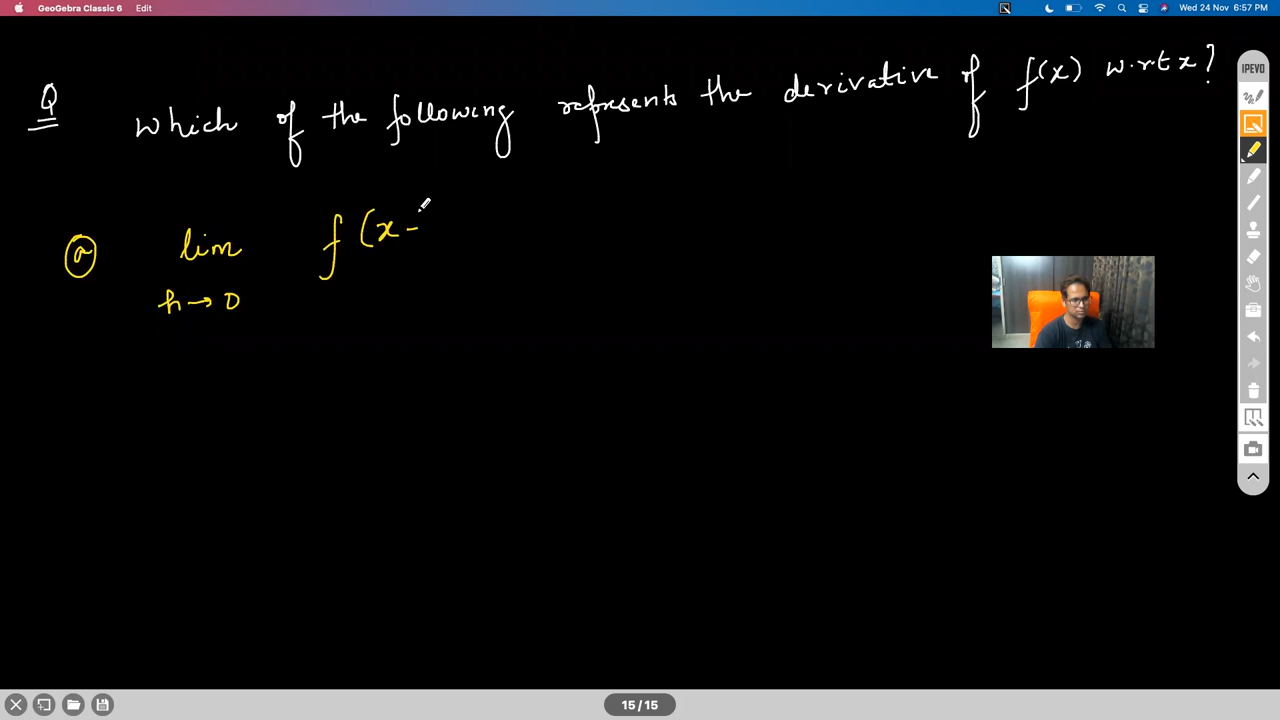 GeoGebra Classic 6 Edit Wed 24 Nov 6:57 PM
Q Which of the following represents the derivative of f(x) w.r.t x?
IPEVO
a lim f(x-
h→0
15/15